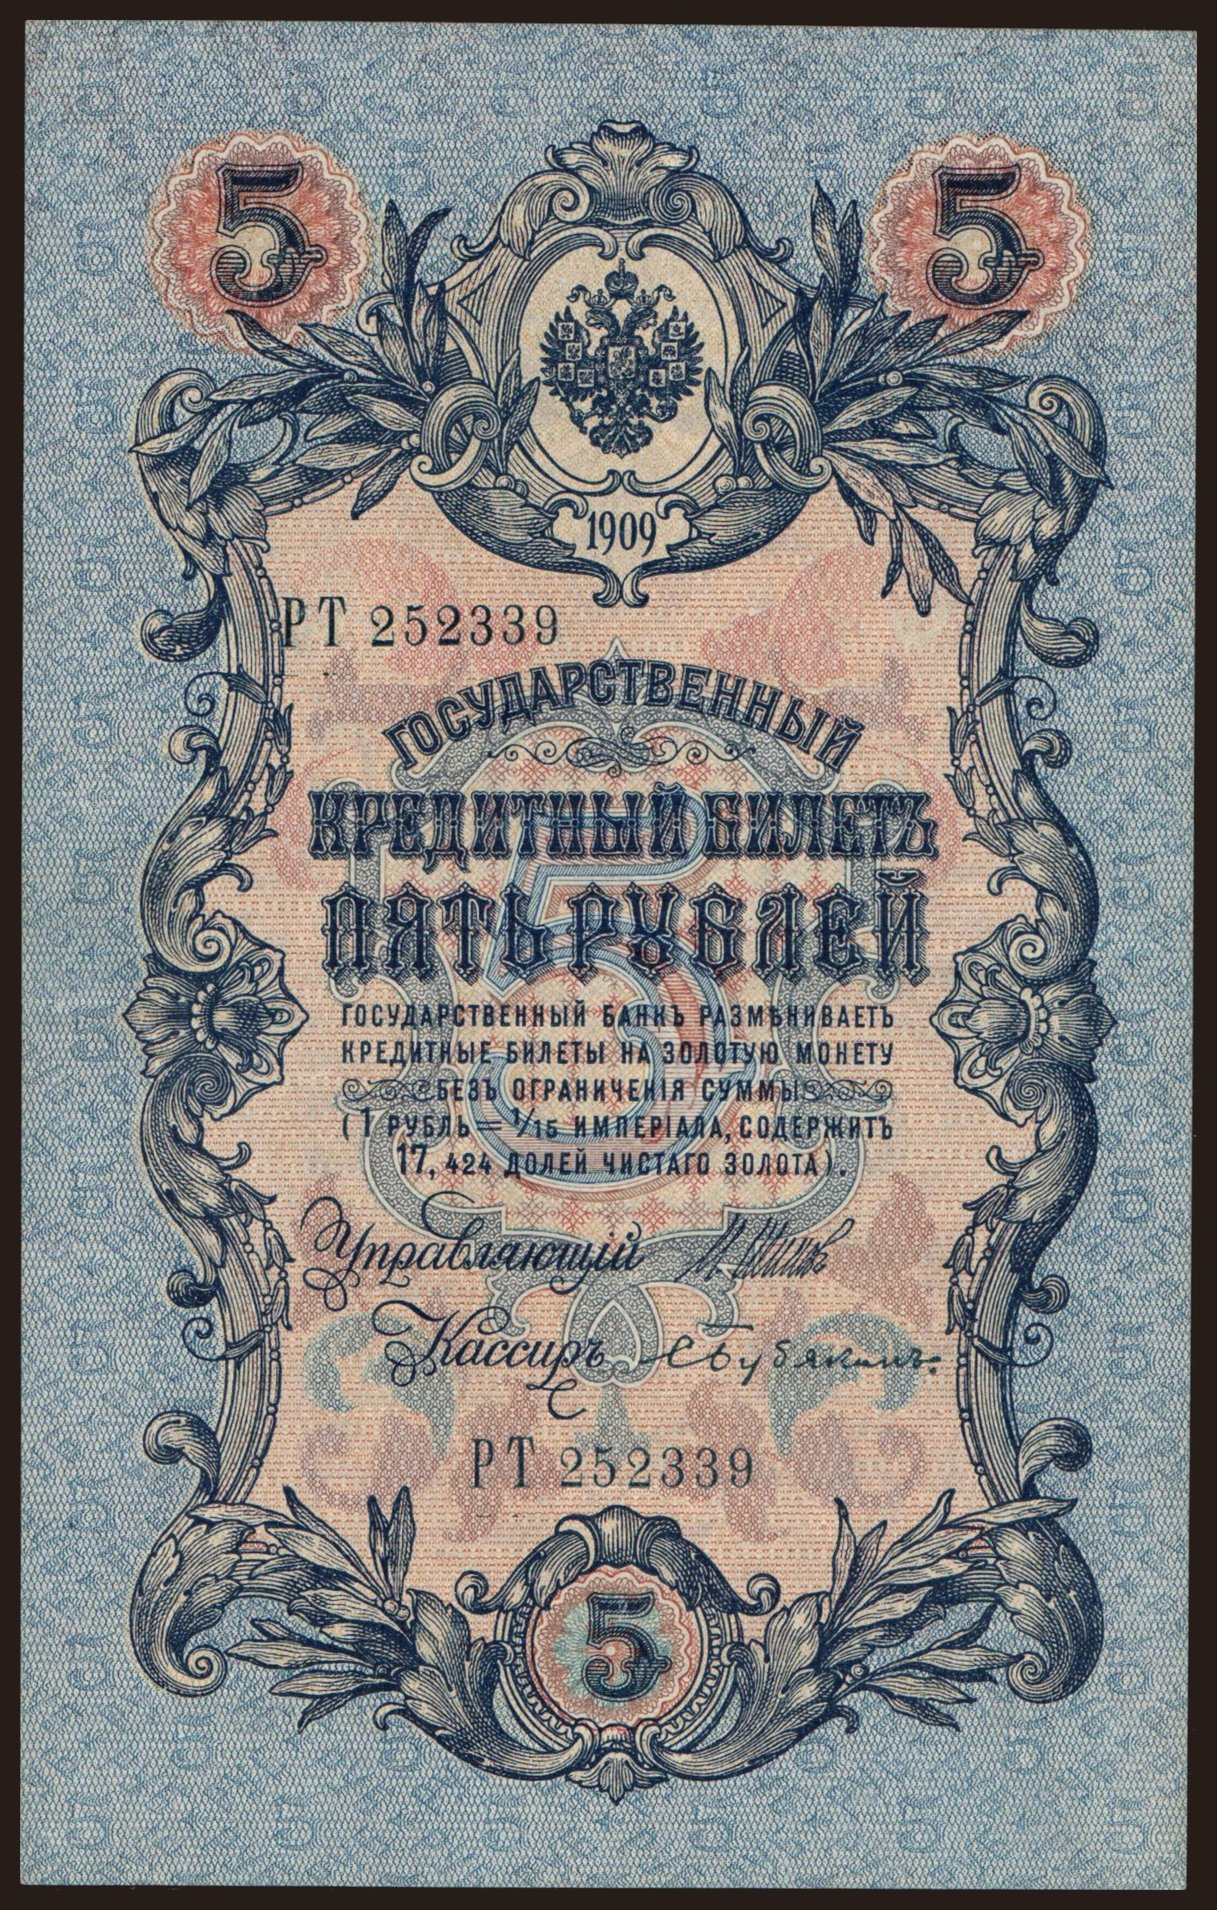 5 5
1909
РТ 252339
ГОСУДАРСТВЕННЫЙ
КРЕДИТНЫЙ БИЛЕТЪ
ПЯТЬ РУБЛЕЙ
ГОСУДАРСТВЕННЫЙ БАНКЪ РАЗМѢНИВАЕТЪ
КРЕДИТНЫЕ БИЛЕТЫ НА ЗОЛОТУЮ МОНЕТУ
БЕЗЪ ОГРАНИЧЕНІЯ СУММЫ
(1 РУБЛЬ = 1/15 ИМПЕРІАЛА, СОДЕРЖИТЪ
17,424 ДОЛЕЙ ЧИСТАГО ЗОЛОТА).
Управляющій
Кассиръ
РТ 252339
5